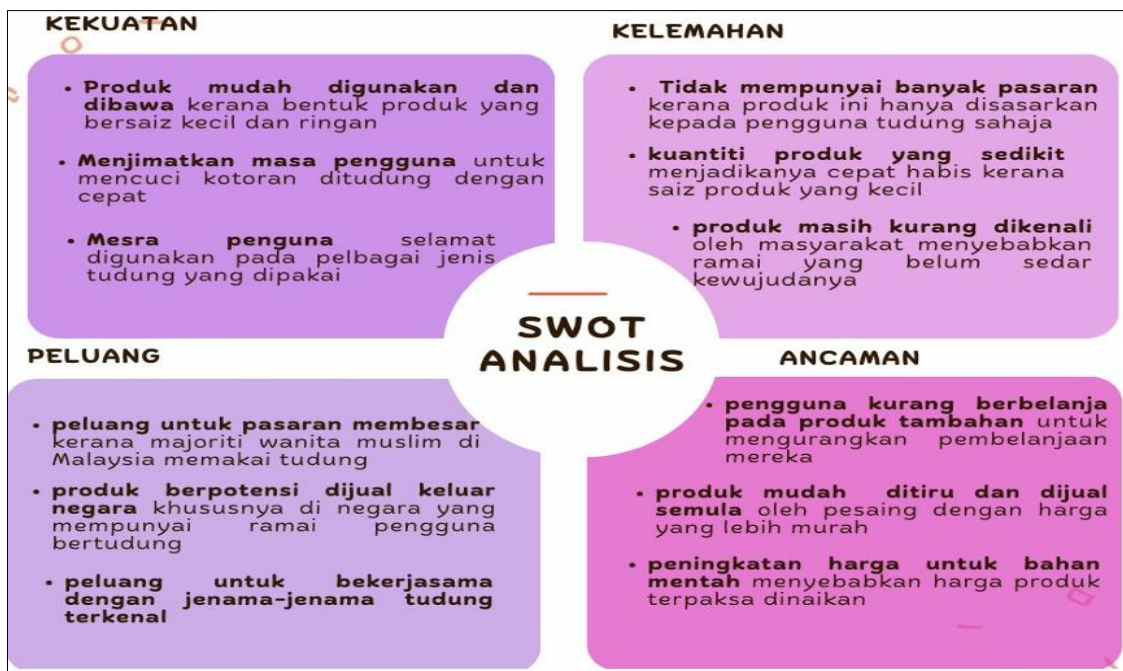 KEKUATAN
• Produk mudah digunakan dan
dibawa kerana bentuk produk yang
bersaiz kecil dan ringan
• Menjimatkan masa pengguna untuk
mencuci kotoran ditudung dengan
cepat
• Mesra penguna selamat
digunakan pada pelbagai jenis
tudung yang dipakai
KELEMAHAN
• Tidak mempunyai banyak pasaran
kerana produk ini hanya disasarkan
kepada pengguna tudung sahaja
• kuantiti produk yang sedikit
menjadikanya cepat habis kerana
saiz produk yang kecil
• produk masih kurang dikenali
oleh masyarakat menyebabkan
ramai yang belum sedar
kewujudanya
SWOT
ANALISIS
PELUANG
• peluang untuk pasaran membesar
kerana majoriti wanita muslim di
Malaysia memakai tudung
• produk berpotensi dijual keluar
negara khususnya di negara yang
mempunyai ramai pengguna
bertudung
• peluang untuk bekerjasama
dengan jenama-jenama tudung
terkenal
ANCAMAN
• pengguna kurang berbelanja
pada produk tambahan untuk
mengurangkan pembelanjaan
mereka
• produk mudah ditiru dan dijual
semula oleh pesaing dengan harga
yang lebih murah
• peningkatan harga untuk bahan
mentah menyebabkan harga produk
terpaksa dinaikan